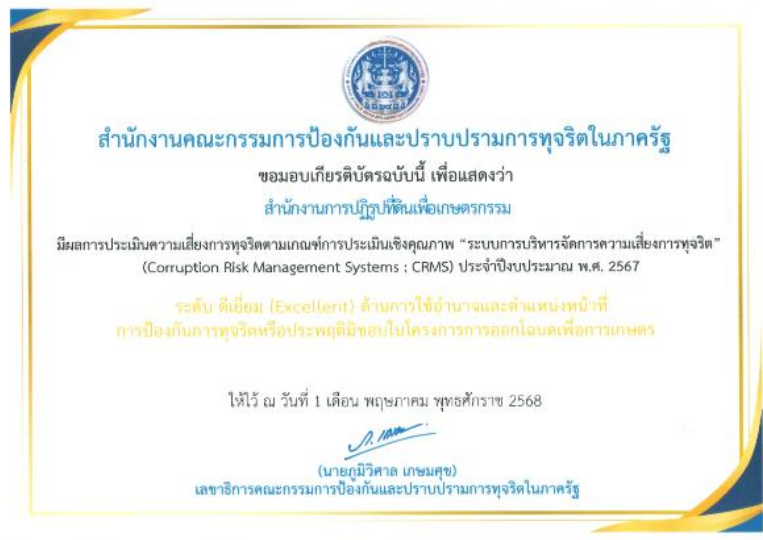 สำนักงานคณะกรรมการป้องกันและปราบปรามการทุจริตในภาครัฐ
ขอมอบเกียรติบัตรฉบับนี้ เพื่อแสดงว่า
สำนักงานการปฏิรูปที่ดินเพื่อเกษตรกรรม
มีผลการประเมินความเสี่ยงการทุจริตตามเกณฑ์การประเมินเชิงคุณภาพ “ระบบการบริหารจัดการความเสี่ยงการทุจริต”
(Corruption Risk Management Systems : CRMS) ประจำปีงบประมาณ พ.ศ. 2567
ระดับ ดีเยี่ยม (Excellent) ด้านการใช้อำนาจและตำแหน่งหน้าที่
การป้องกันการทุจริตหรือประพฤติมิชอบในโครงการการออกโฉนดเพื่อการเกษตร
ให้ไว้ ณ วันที่ 1 เดือน พฤษภาคม พุทธศักราช 2568
(นายภูมิวิศาล เกษมศุข)
เลขาธิการคณะกรรมการป้องกันและปราบปรามการทุจริตในภาครัฐ